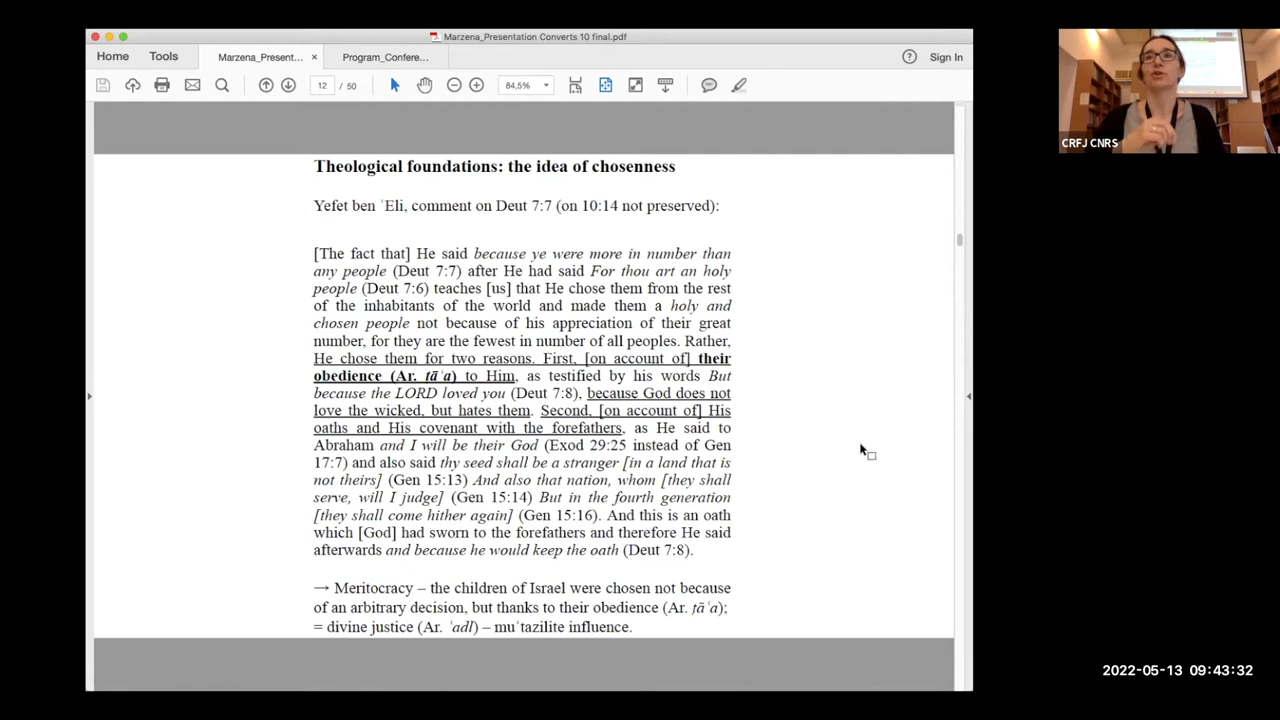 Marzena_Presentation Converts 10 final.pdf
Home
Tools
Marzena_Present...
Program_Confere...
Sign In
12 / 50
84,5%
CRFJ CNRS
Theological foundations: the idea of chosenness
Yefet ben ʿEli, comment on Deut 7:7 (on 10:14 not preserved):
[The fact that] He said because ye were more in number than
any people (Deut 7:7) after He had said For thou art an holy
people (Deut 7:6) teaches [us] that He chose them from the rest
of the inhabitants of the world and made them a holy and
chosen people not because of his appreciation of their great
number, for they are the fewest in number of all peoples. Rather,
He chose them for two reasons. First, [on account of] their
obedience (Ar. ṭāʿa) to Him, as testified by his words But
because the LORD loved you (Deut 7:8), because God does not
love the wicked, but hates them. Second, [on account of] His
oaths and His covenant with the forefathers, as He said to
Abraham and I will be their God (Exod 29:25 instead of Gen
17:7) and also said thy seed shall be a stranger [in a land that is
not theirs] (Gen 15:13) And also that nation, whom [they shall
serve, will I judge] (Gen 15:14) But in the fourth generation
[they shall come hither again] (Gen 15:16). And this is an oath
which [God] had sworn to the forefathers and therefore He said
afterwards and because he would keep the oath (Deut 7:8).
→ Meritocracy – the children of Israel were chosen not because
of an arbitrary decision, but thanks to their obedience (Ar. ṭāʿa);
= divine justice (Ar. ʿadl) – muʿtazilite influence.
2022-05-13 09:43:32